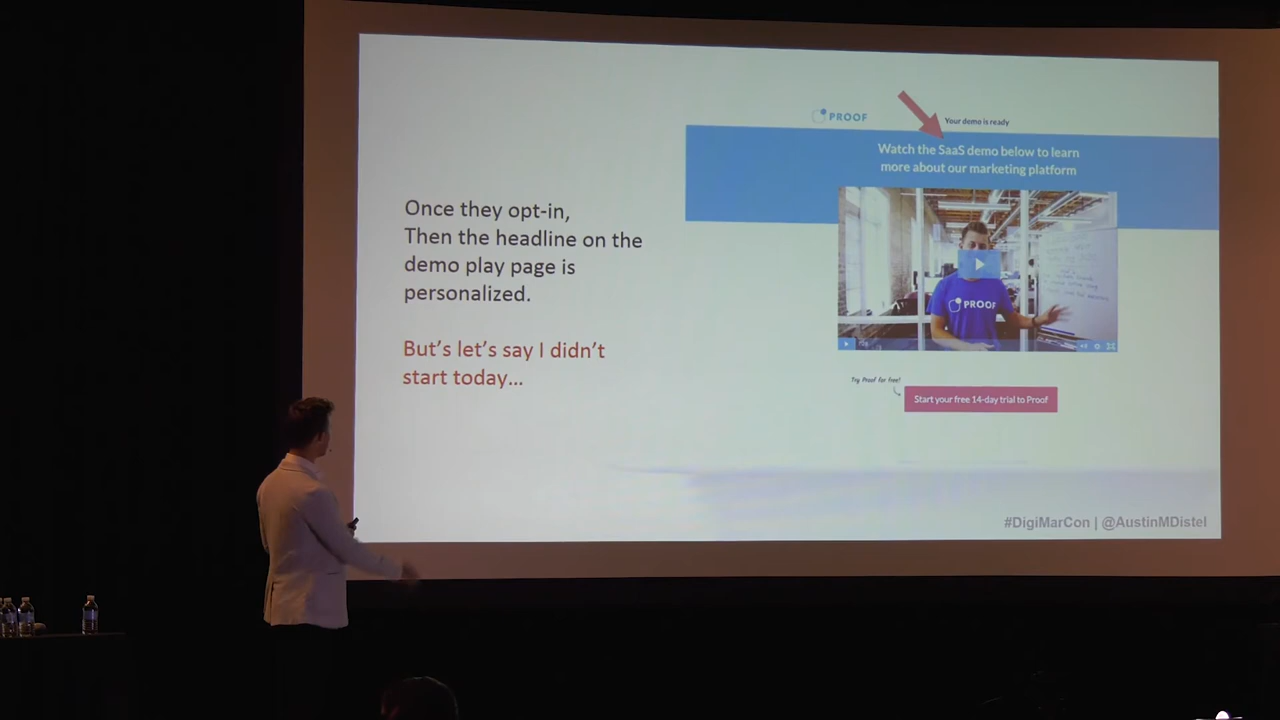 Once they opt-in,
Then the headline on the
demo play page is
personalized.
But's let's say I didn't
start today...
PROOF
Your demo is ready
Watch the SaaS demo below to learn
more about our marketing platform
PROOF
Try Proof for free!
Start your free 14-day trial to Proof
#DigiMarCon | @AustinMDistel